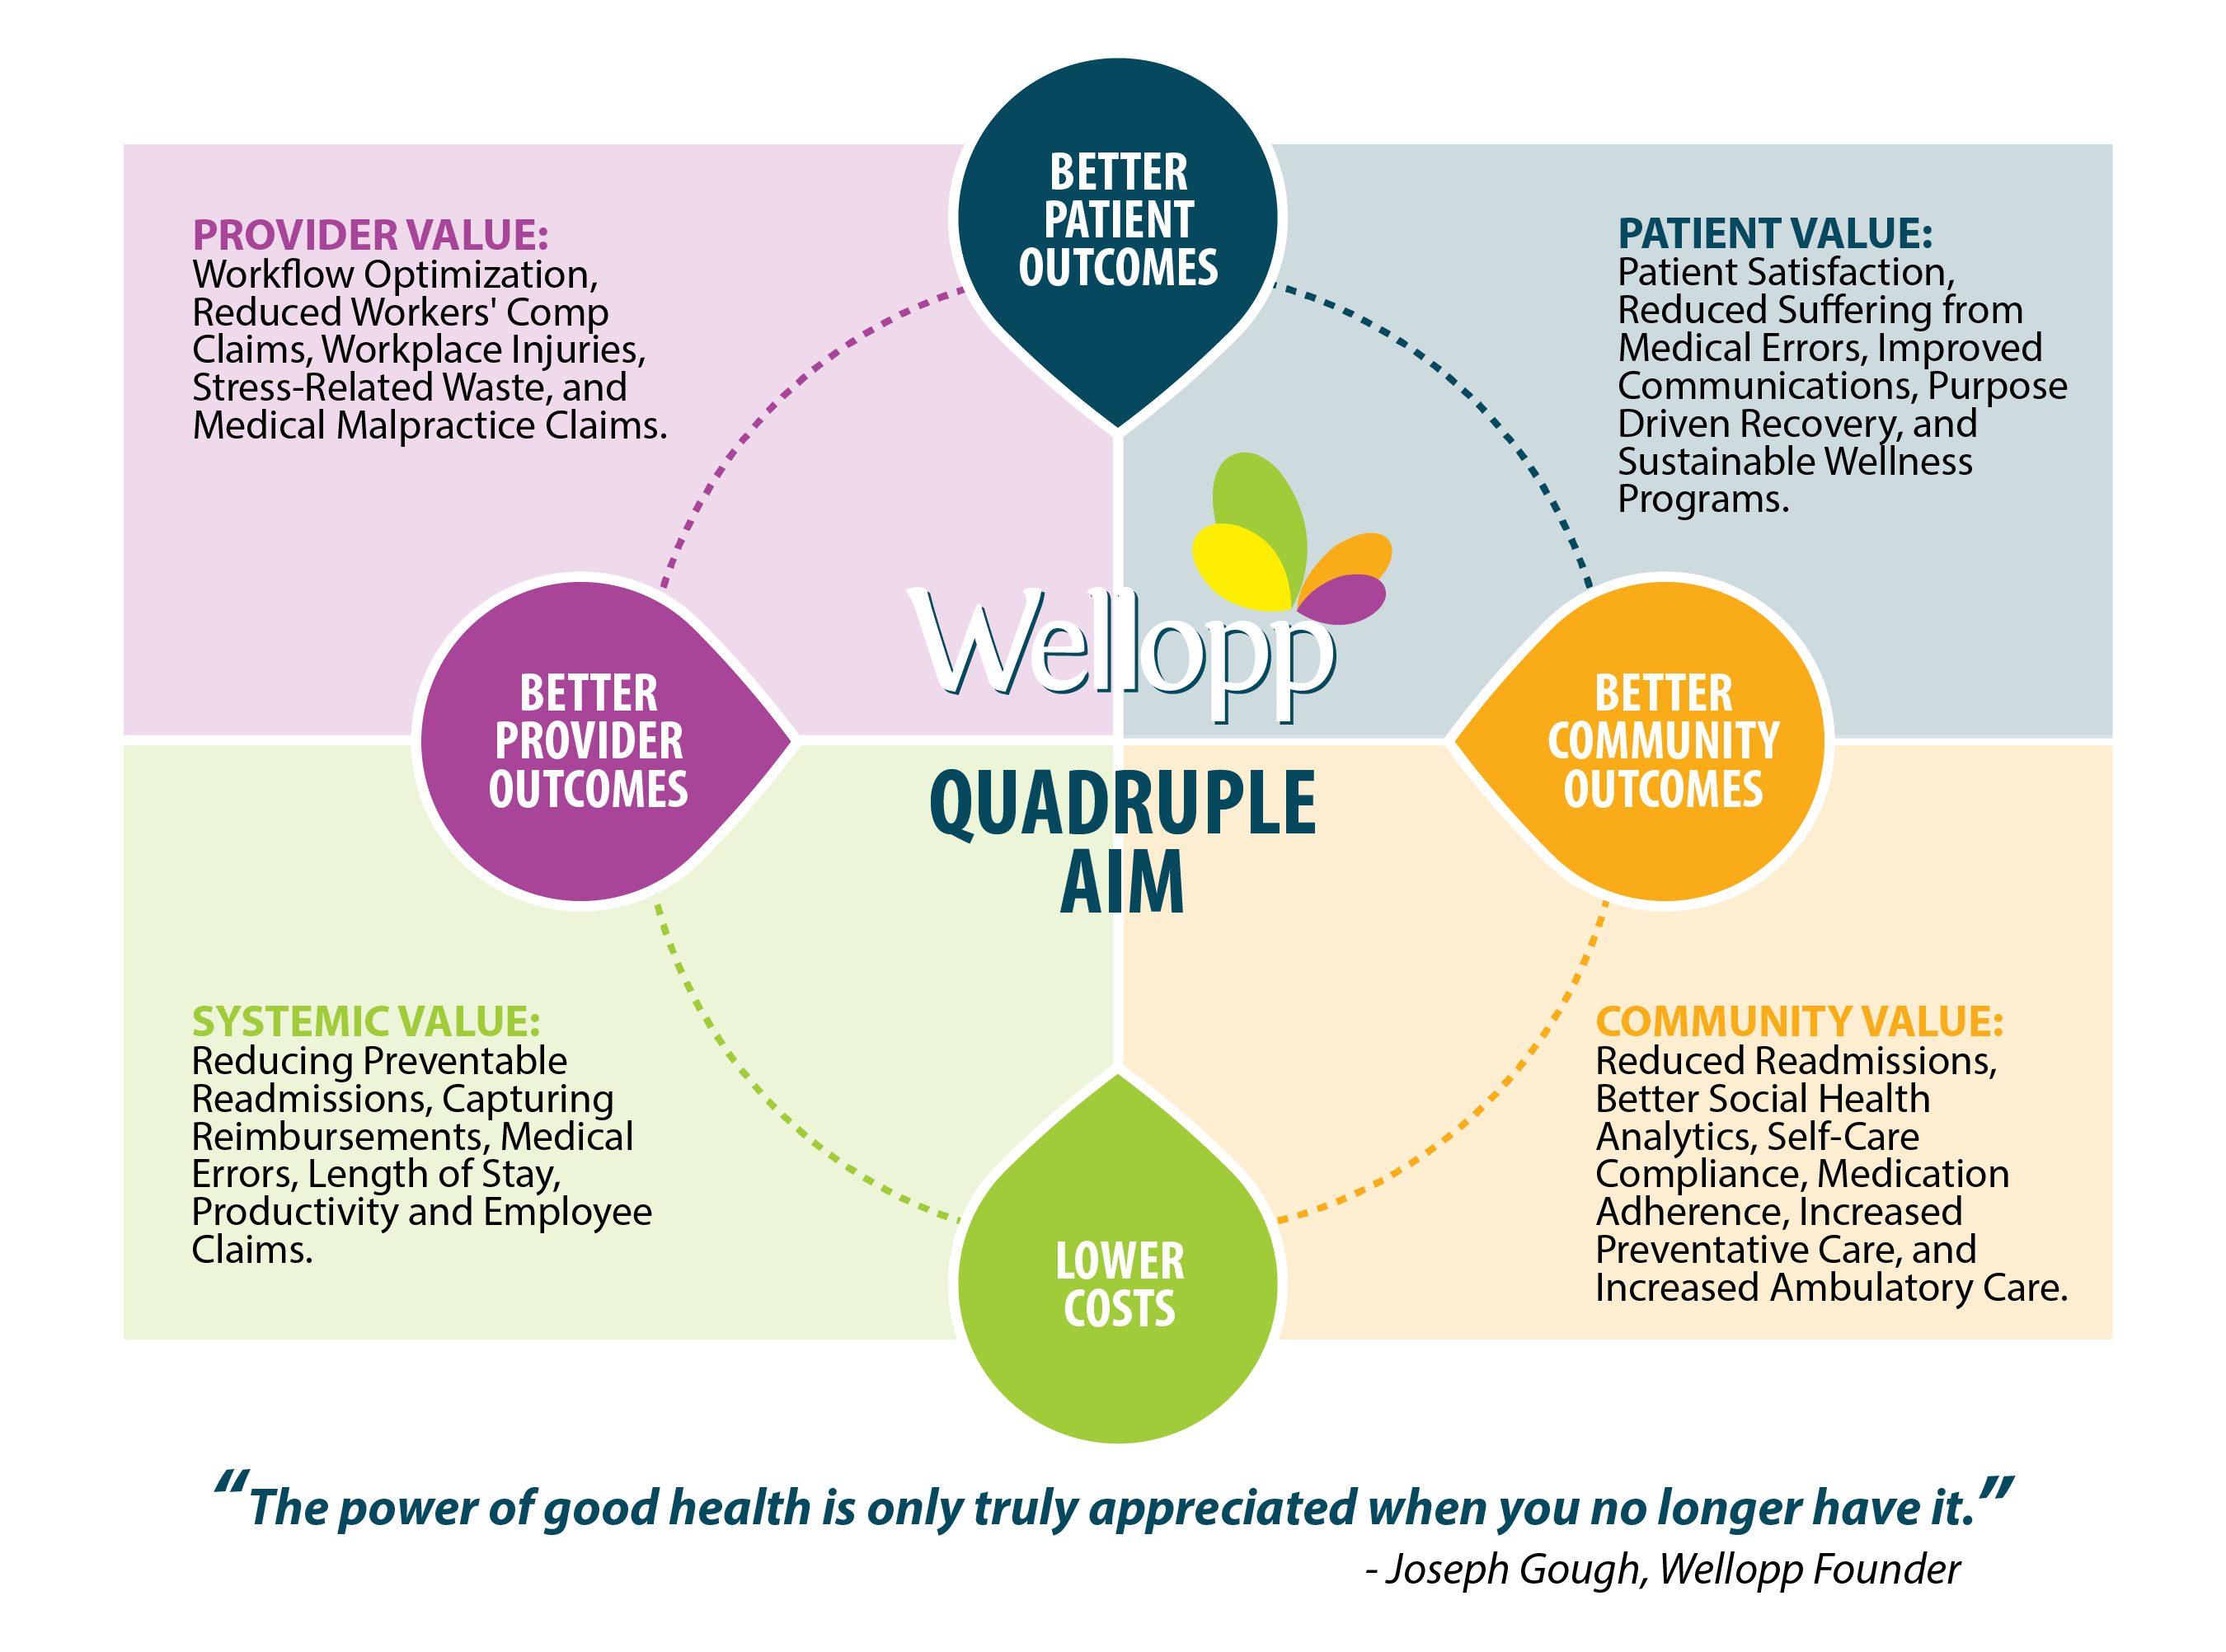 BETTER
PATIENT
OUTCOMES
PROVIDER VALUE:
Workflow Optimization,
Reduced Workers' Comp
Claims, Workplace Injuries,
Stress-Related Waste, and
Medical Malpractice Claims.
PATIENT VALUE:
Patient Satisfaction,
Reduced Suffering from
Medical Errors, Improved
Communications, Purpose
Driven Recovery, and
Sustainable Wellness
Programs.
Wellopp
QUADRUPLE
AIM
BETTER
PROVIDER
OUTCOMES
BETTER
COMMUNITY
OUTCOMES
SYSTEMIC VALUE:
Reducing Preventable
Readmissions, Capturing
Reimbursements, Medical
Errors, Length of Stay,
Productivity and Employee
Claims.
COMMUNITY VALUE:
Reduced Readmissions,
Better Social Health
Analytics, Self-Care
Compliance, Medication
Adherence, Increased
Preventative Care, and
Increased Ambulatory Care.
LOWER
COSTS
“The power of good health is only truly appreciated when you no longer have it.”
- Joseph Gough, Wellopp Founder